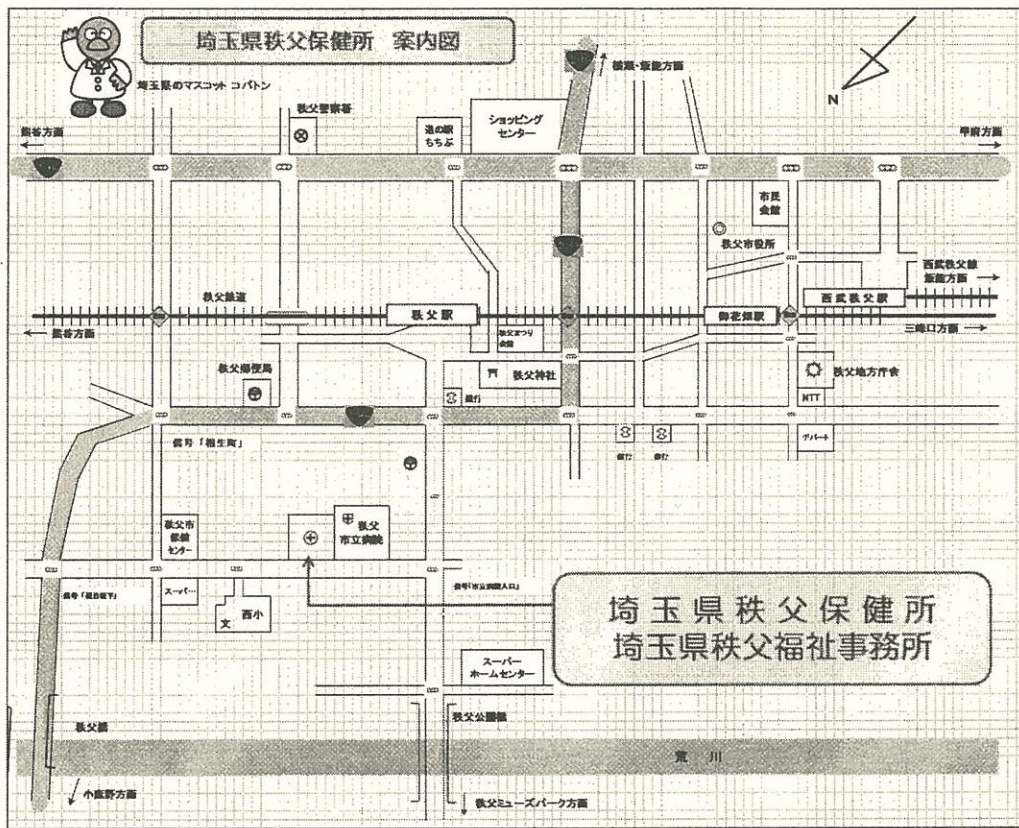 埼玉県秩父保健所 案内図
埼玉県のマスコット コバトン
秩父警察署
道の駅
ちちぶ
ショッピング
センター
横瀬・飯能方面
N
熊谷方面
甲府方面
市民
会館
秩父市役所
秩父鉄道
秩父駅
御花畑駅
西武秩父駅
西武秩父線
飯能方面
熊谷方面
三峰口方面
秩父まつり
会館
秩父神社
秩父郵便局
銀行
秩父地方庁舎
NTT
信号「相生町」
銀行
銀行
デパート
秩父市
保健
センター
秩父
市立病院
スーパー
文
西小
信号「市立病院入口」
埼玉県秩父保健所
埼玉県秩父福祉事務所
スーパー
ホームセンター
秩父橋
秩父公園橋
荒川
小鹿野方面
秩父ミューズパーク方面